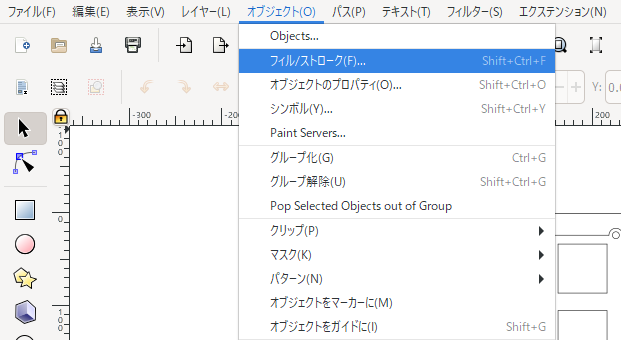 ファイル(F) 編集(E) 表示(V) レイヤー(L) オブジェクト(O) パス(P) テキスト(T) フィルター(S) エクステンション(N)
Objects...
フィル/ストローク(F)... Shift+Ctrl+F
オブジェクトのプロパティ(O)... Shift+Ctrl+O
Y:
シンボル(Y)... Shift+Ctrl+Y
-300 -200 200
Paint Servers...
グループ化(G) Ctrl+G
グループ解除(U) Shift+Ctrl+G
Pop Selected Objects out of Group
0
クリップ(P)
マスク(K)
パターン(N)
オブジェクトをマーカーに(M)
オブジェクトをガイドに(I) Shift+G
100